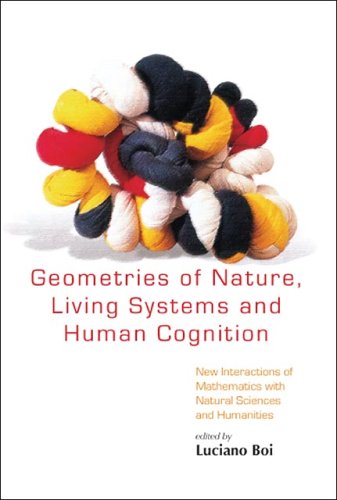 Geometries of Nature,
Living Systems and
Human Cognition
New Interactions of
Mathematics with
Natural Sciences
and Humanities
edited by
Luciano Boi